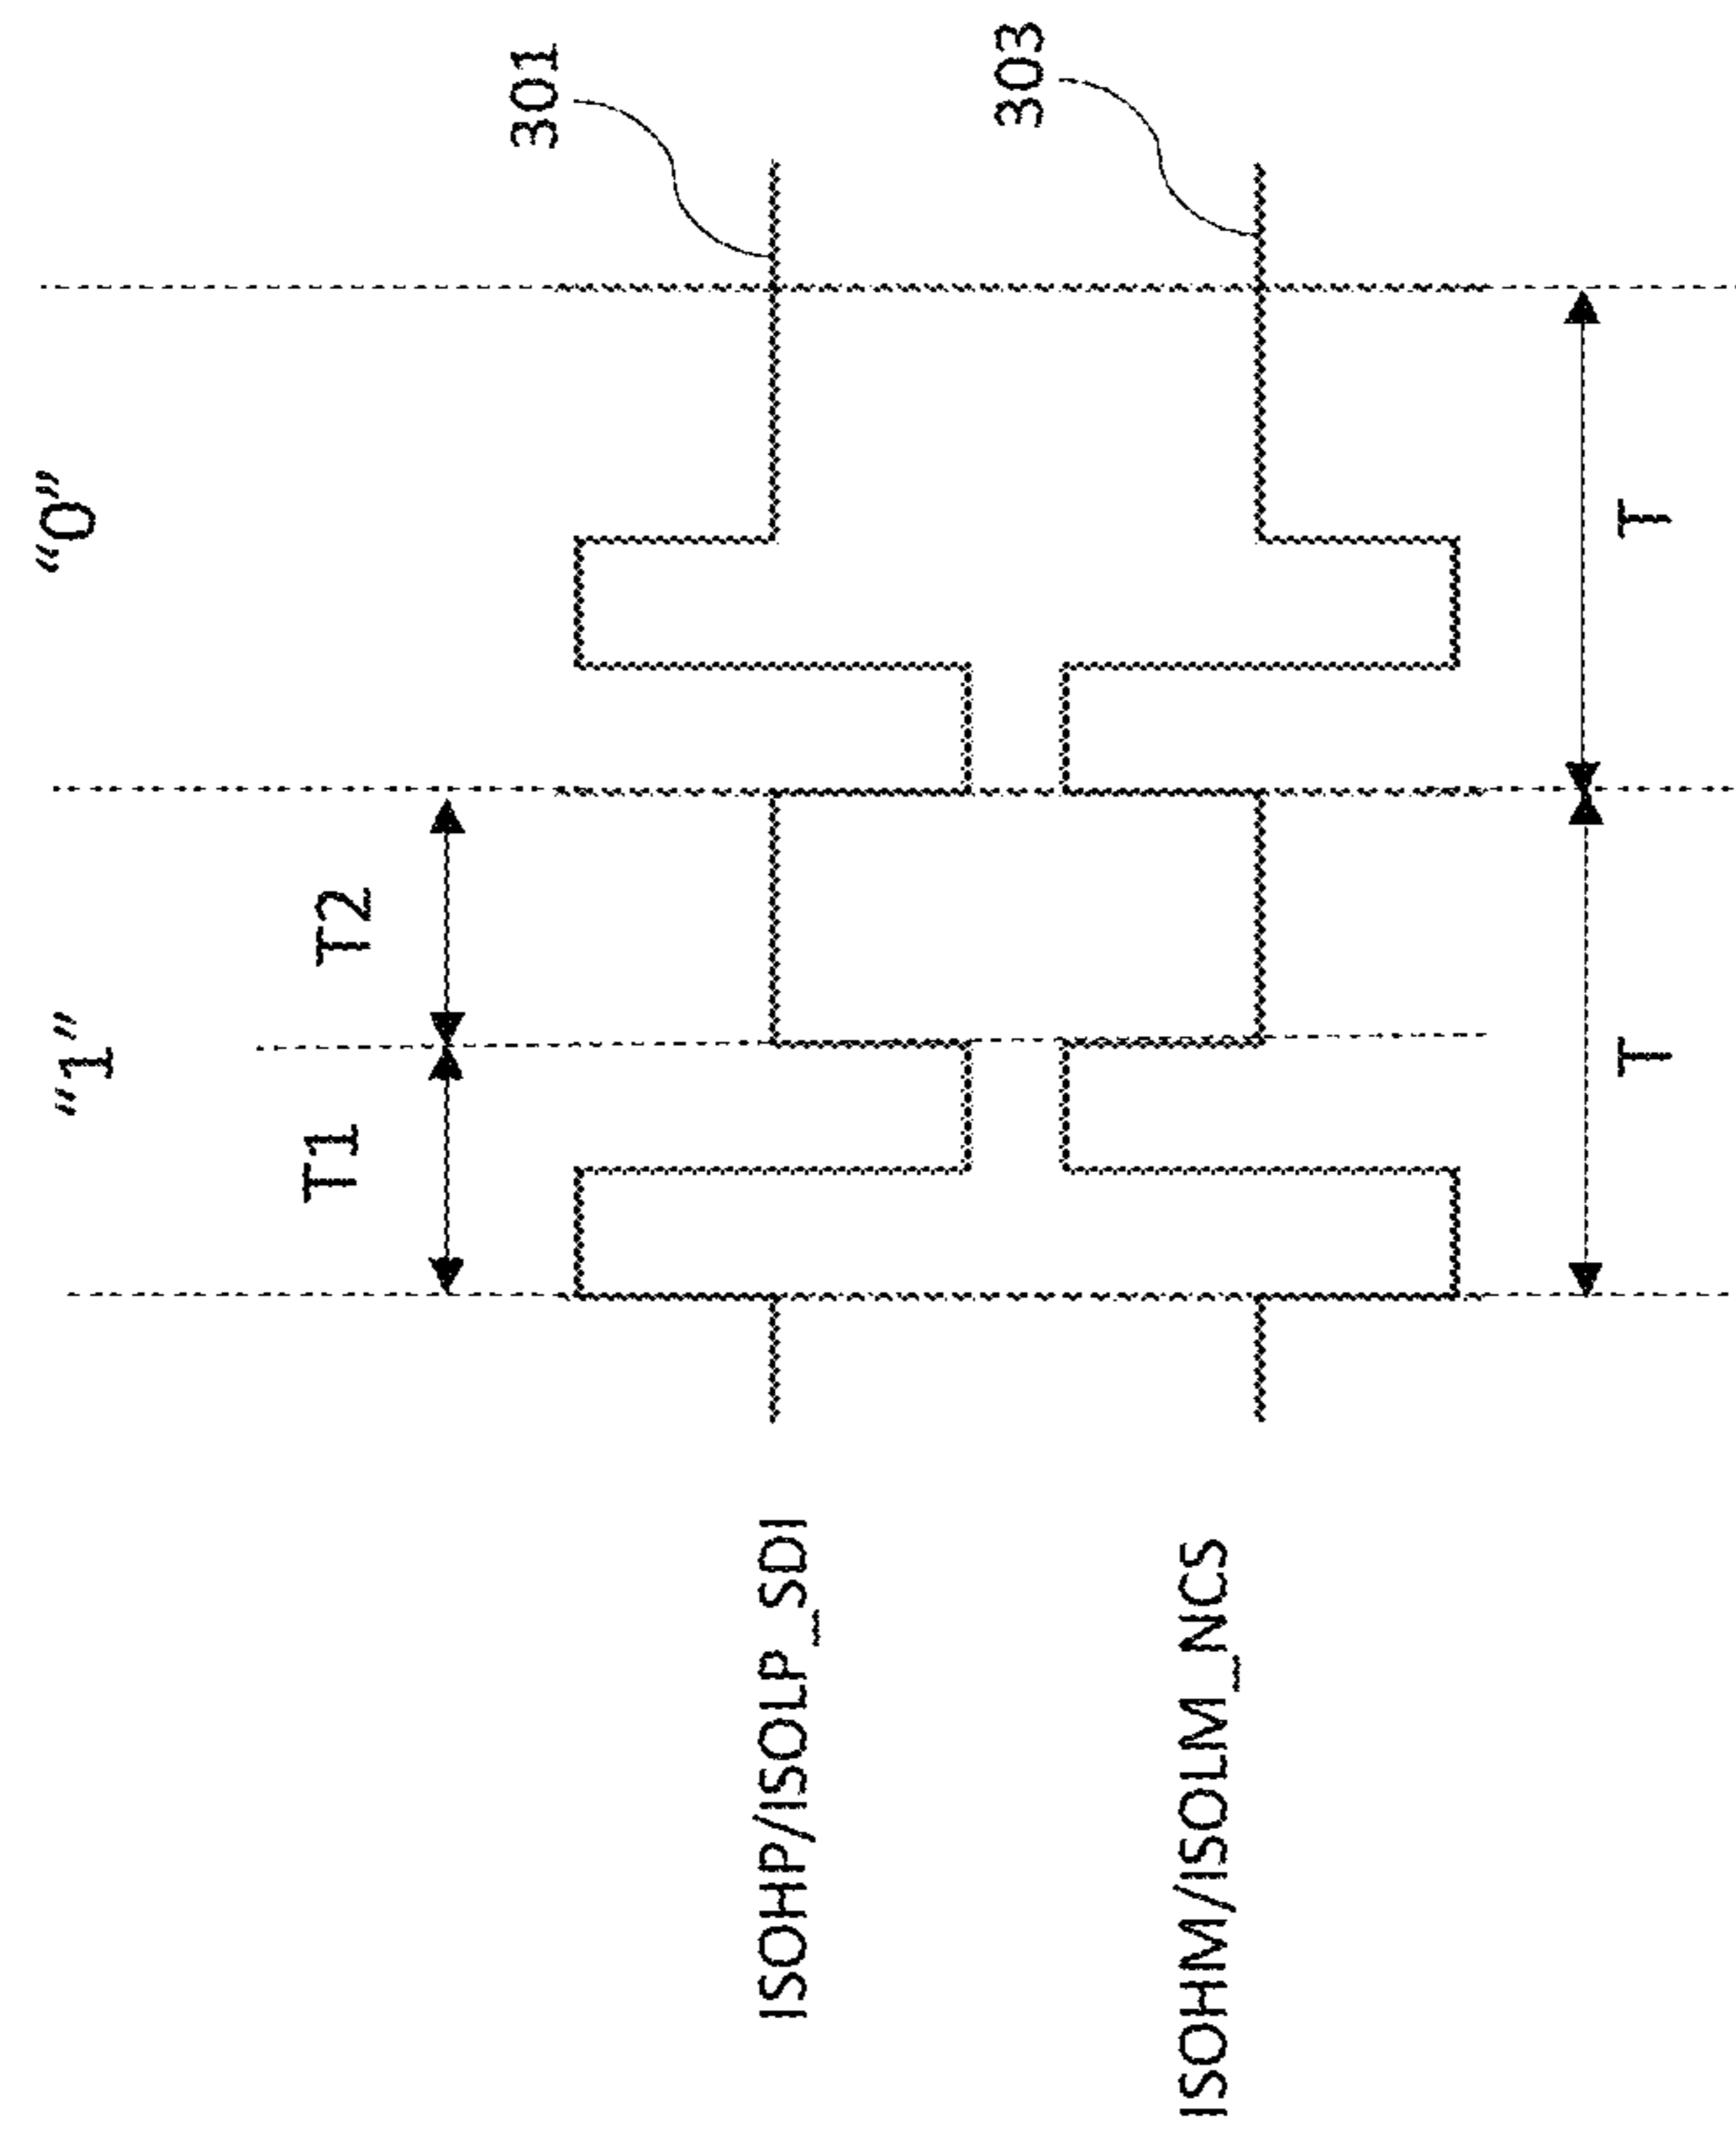 “1”
“0”
T1
T2
301
ISOHP/ISOLP_SDI
303
ISOHM/ISOLM_NCS
T
T